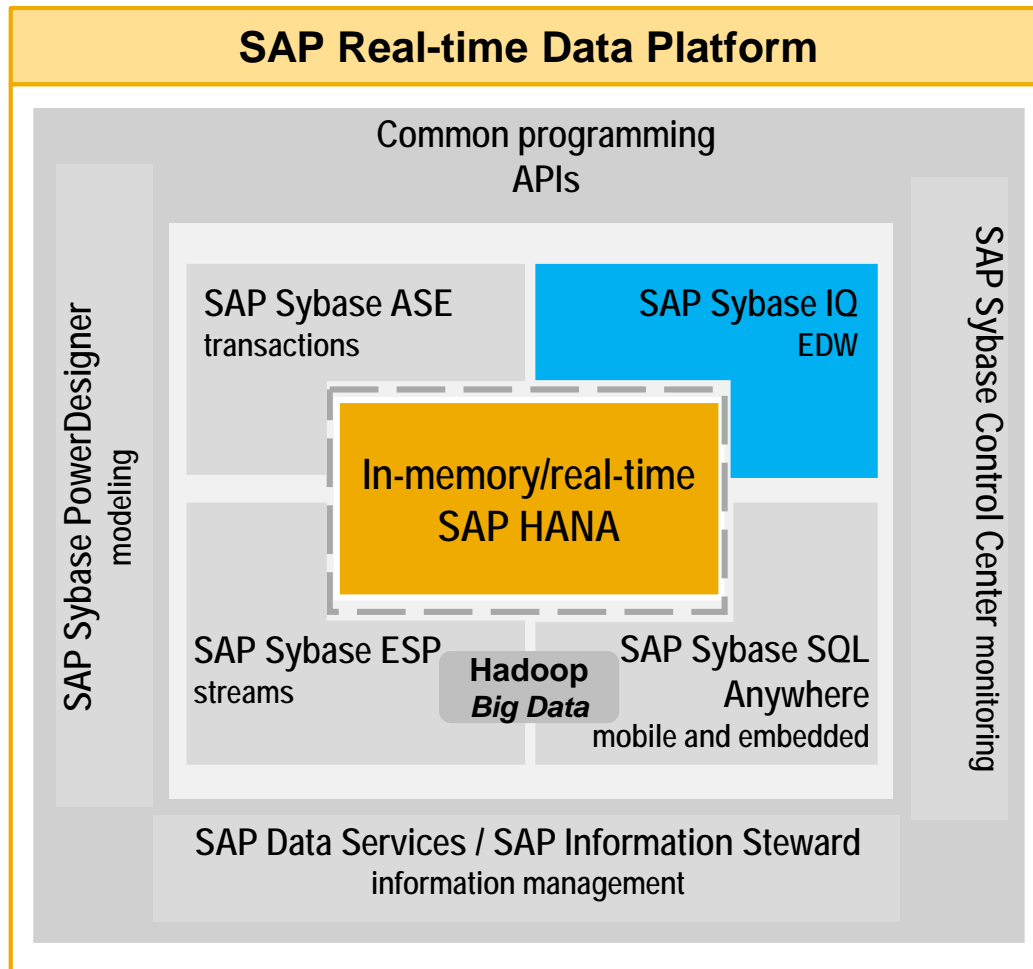 SAP Real-time Data Platform
Common programming
APIs
SAP Sybase PowerDesigner
modeling
SAP Sybase ASE
transactions
SAP Sybase IQ
EDW
In-memory/real-time
SAP HANA
SAP Sybase ESP
streams
Hadoop
Big Data
SAP Sybase SQL
Anywhere
mobile and embedded
SAP Sybase Control Center monitoring
SAP Data Services / SAP Information Steward
information management